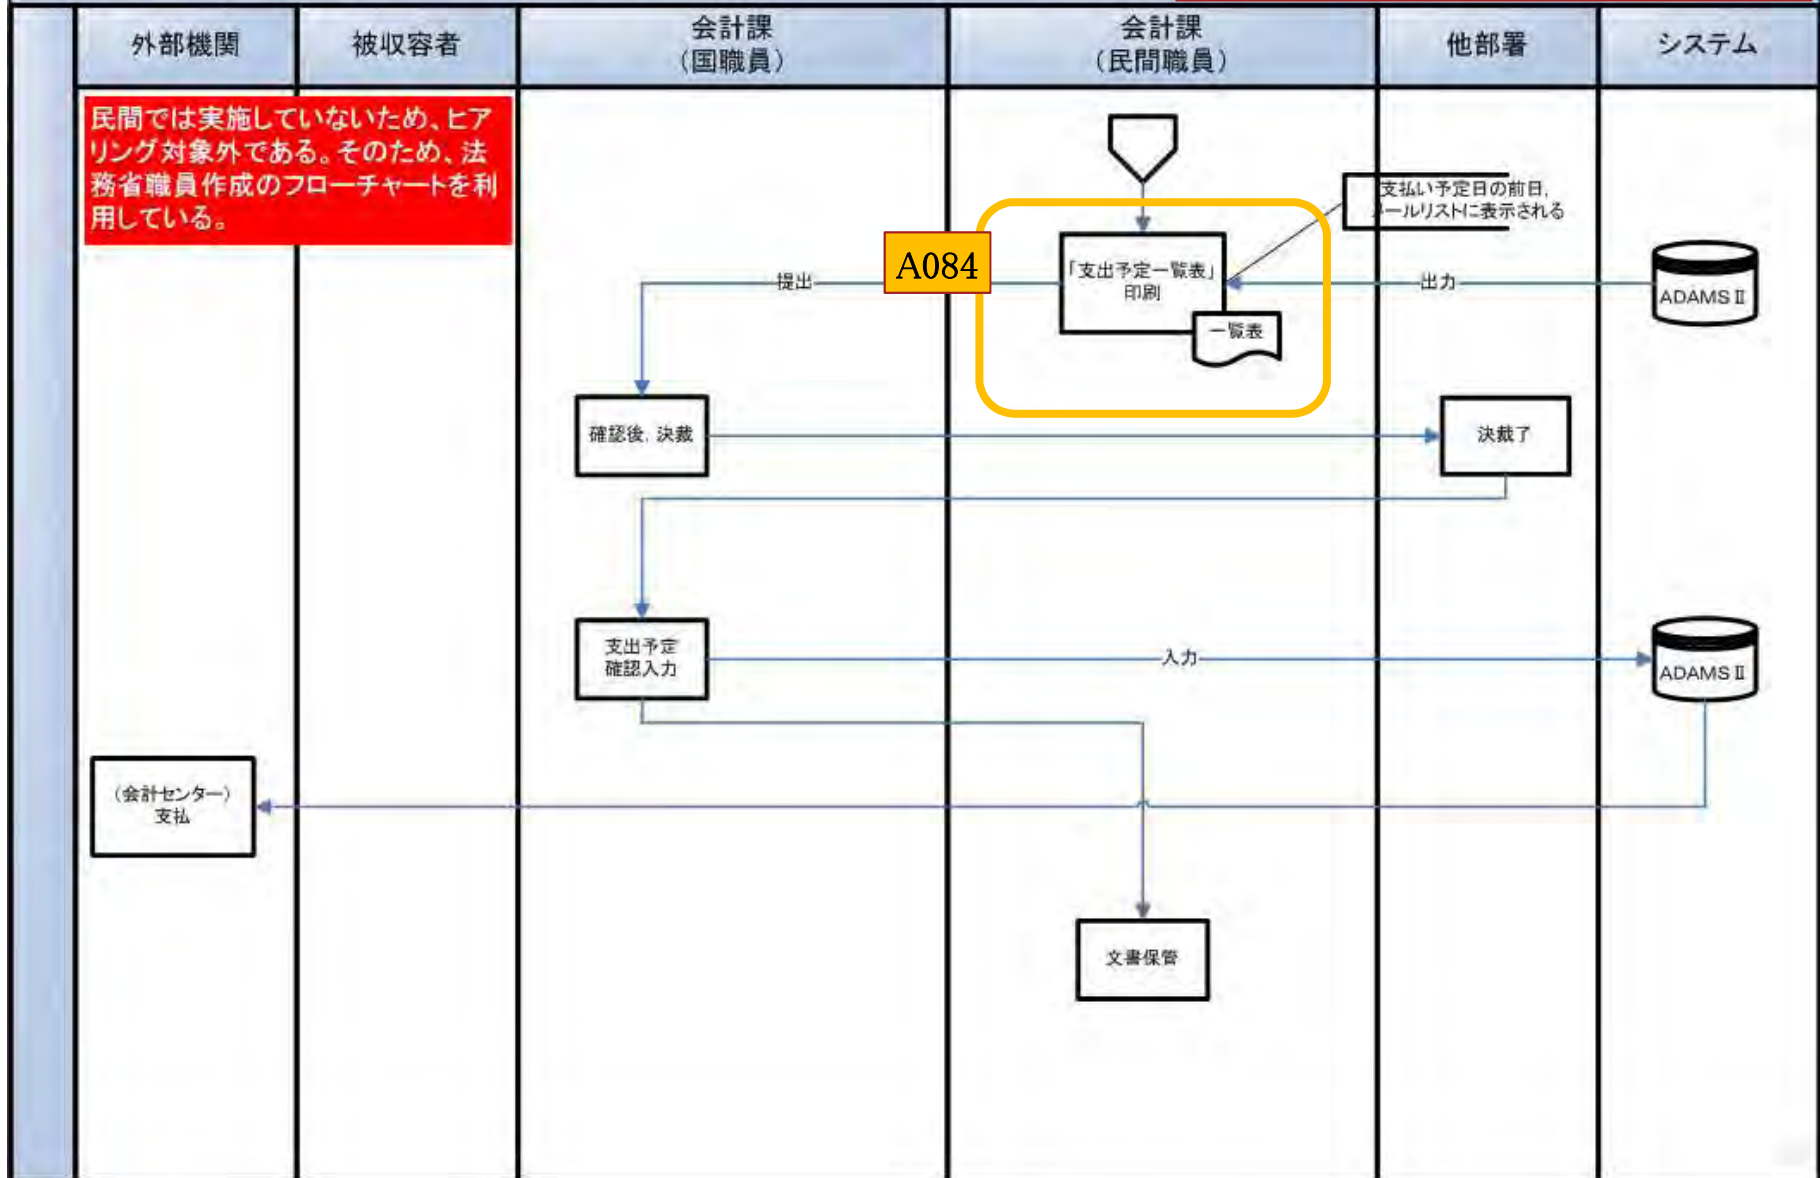 外部機関
被収容者
会計課
（国職員）
会計課
（民間職員）
他部署
システム
民間では実施していないため、ヒア
リング対象外である。そのため、法
務省職員作成のフローチャートを利
用している。
支払い予定日の前日，
メールリストに表示される
A084
「支出予定一覧表」
印刷
一覧表
提出
出力
ADAMSⅡ
確認後，決裁
決裁了
支出予定
確認入力
入力
ADAMSⅡ
（会計センター）
支払
文書保管